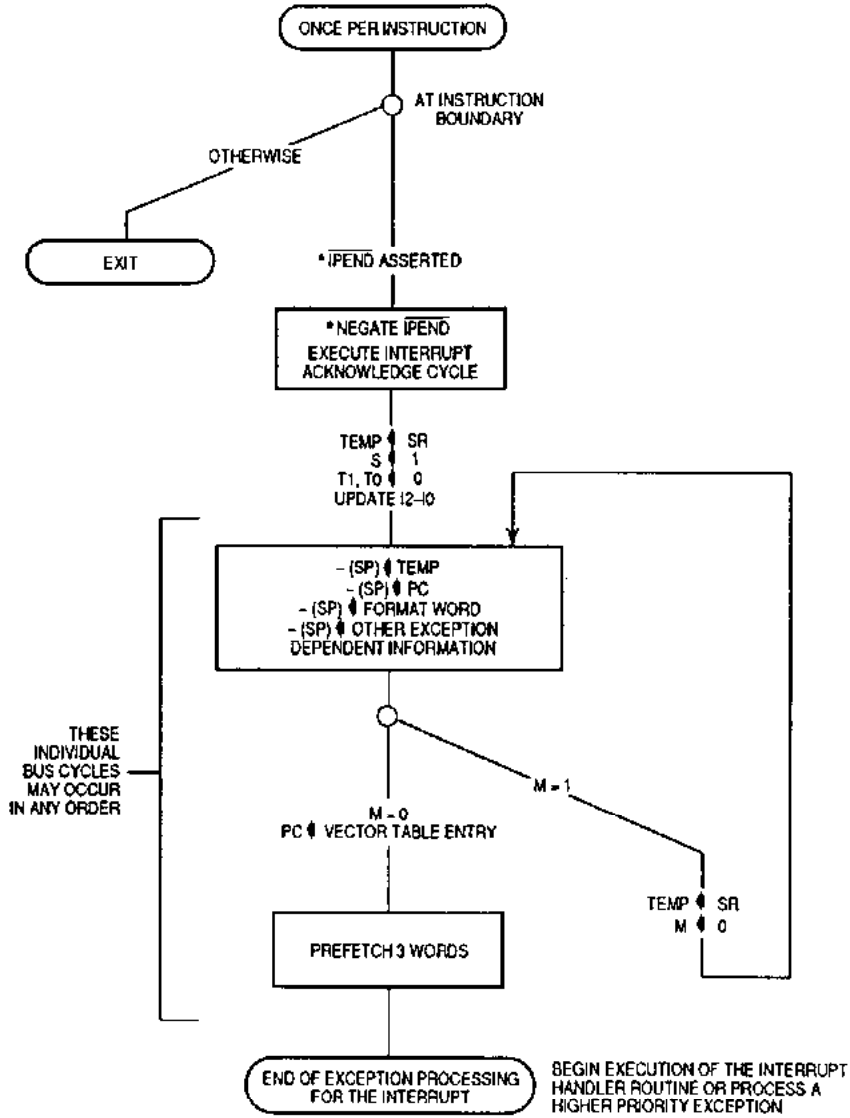 ONCE PER INSTRUCTION
AT INSTRUCTION
BOUNDARY
OTHERWISE
EXIT
* IPEND ASSERTED
* NEGATE IPEND
EXECUTE INTERRUPT
ACKNOWLEDGE CYCLE
TEMP ◀ SR
S ◀ 1
T1, T0 ◀ 0
UPDATE I2–I0
– (SP) ◀ TEMP
– (SP) ◀ PC
– (SP) ◀ FORMAT WORD
– (SP) ◀ OTHER EXCEPTION
DEPENDENT INFORMATION
THESE
INDIVIDUAL
BUS CYCLES
MAY OCCUR
IN ANY ORDER
M = 1
M = 0
PC ◀ VECTOR TABLE ENTRY
TEMP ◀ SR
M ◀ 0
PREFETCH 3 WORDS
END OF EXCEPTION PROCESSING
FOR THE INTERRUPT
BEGIN EXECUTION OF THE INTERRUPT
HANDLER ROUTINE OR PROCESS A
HIGHER PRIORITY EXCEPTION